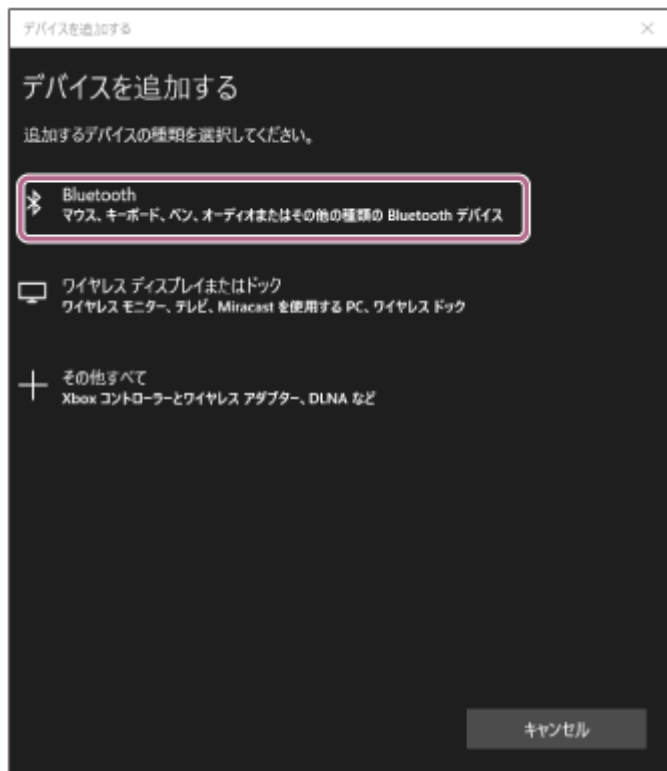 デバイスを追加する
デバイスを追加する
追加するデバイスの種類を選択してください。
Bluetooth
マウス、キーボード、ペン、オーディオまたはその他の種類の Bluetooth デバイス
ワイヤレス ディスプレイまたはドック
ワイヤレス モニター、テレビ、Miracast を使用する PC、ワイヤレス ドック
その他すべて
Xbox コントローラーとワイヤレス アダプター、DLNA など
キャンセル